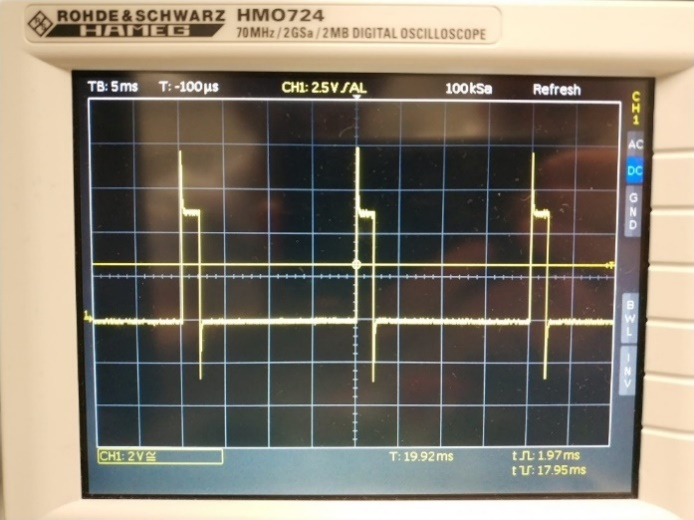 ROHDE & SCHWARZ HMO724
HAMEG 70MHz / 2GSa / 2MB DIGITAL OSCILLOSCOPE
TB: 5ms T: -100µs CH1: 2.5V ∫AL 100kSa Refresh
CH1
AC
DC
GND
BWL
INV
1
T
CH1: 2V≅ T: 19.92ms t⎍: 1.97ms
t⊔: 17.95ms